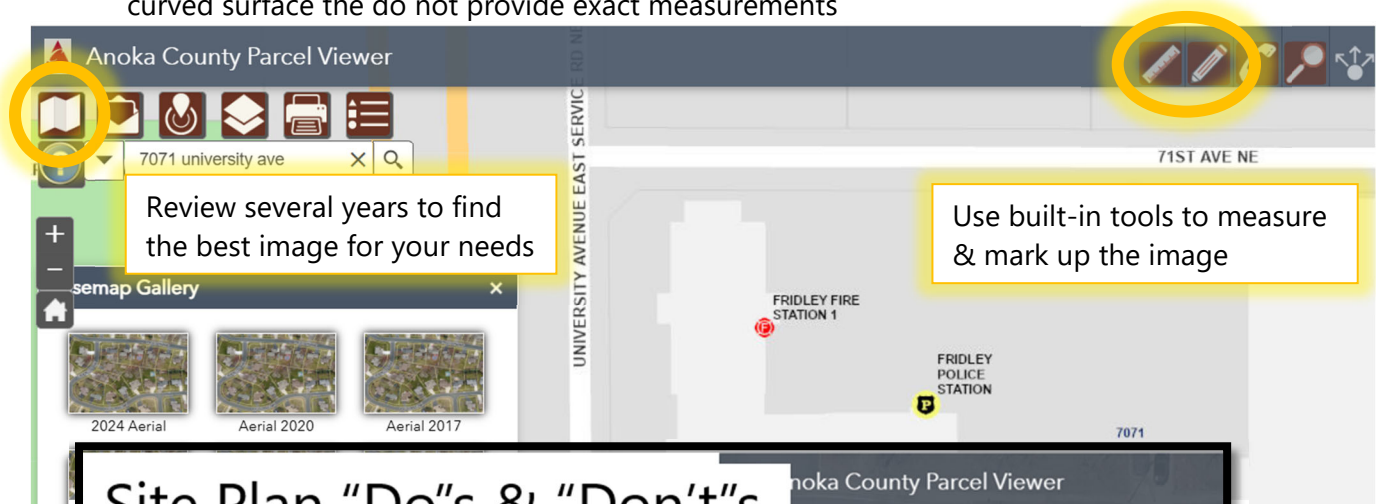 curved surface the do not provide exact measurements
Anoka County Parcel Viewer
7071 university ave
71ST AVE NE
Review several years to find
the best image for your needs
Use built-in tools to measure
& mark up the image
UNIVERSITY AVENUE EAST SERVICE RD NE
semap Gallery
FRIDLEY FIRE
STATION 1
F
FRIDLEY
POLICE
STATION
P
2024 Aerial
Aerial 2020
Aerial 2017
7071
Site Plan "Do"s & "Don't"s
noka County Parcel Viewer